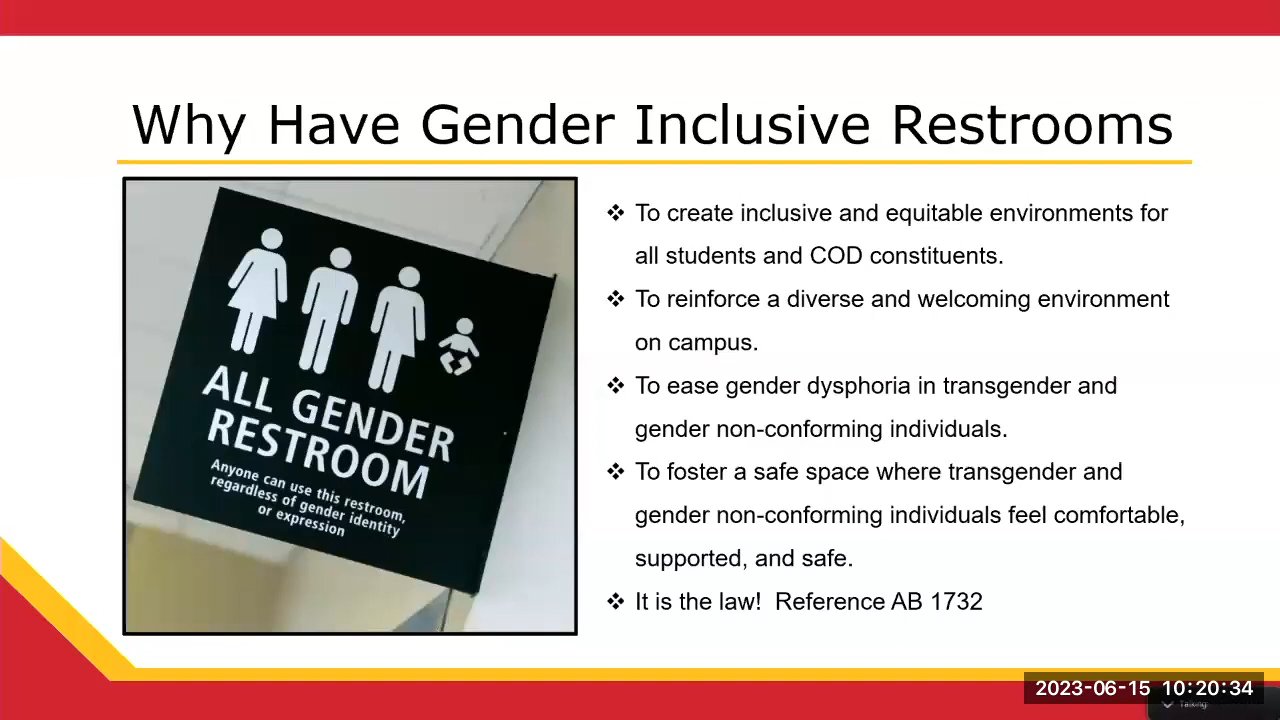 Why Have Gender Inclusive Restrooms
ALL GENDER
RESTROOM
Anyone can use this restroom,
regardless of gender identity
or expression
❖ To create inclusive and equitable environments for
all students and COD constituents.
❖ To reinforce a diverse and welcoming environment
on campus.
❖ To ease gender dysphoria in transgender and
gender non-conforming individuals.
❖ To foster a safe space where transgender and
gender non-conforming individuals feel comfortable,
supported, and safe.
❖ It is the law!  Reference AB 1732
2023-06-15 10:20:34
Talking: